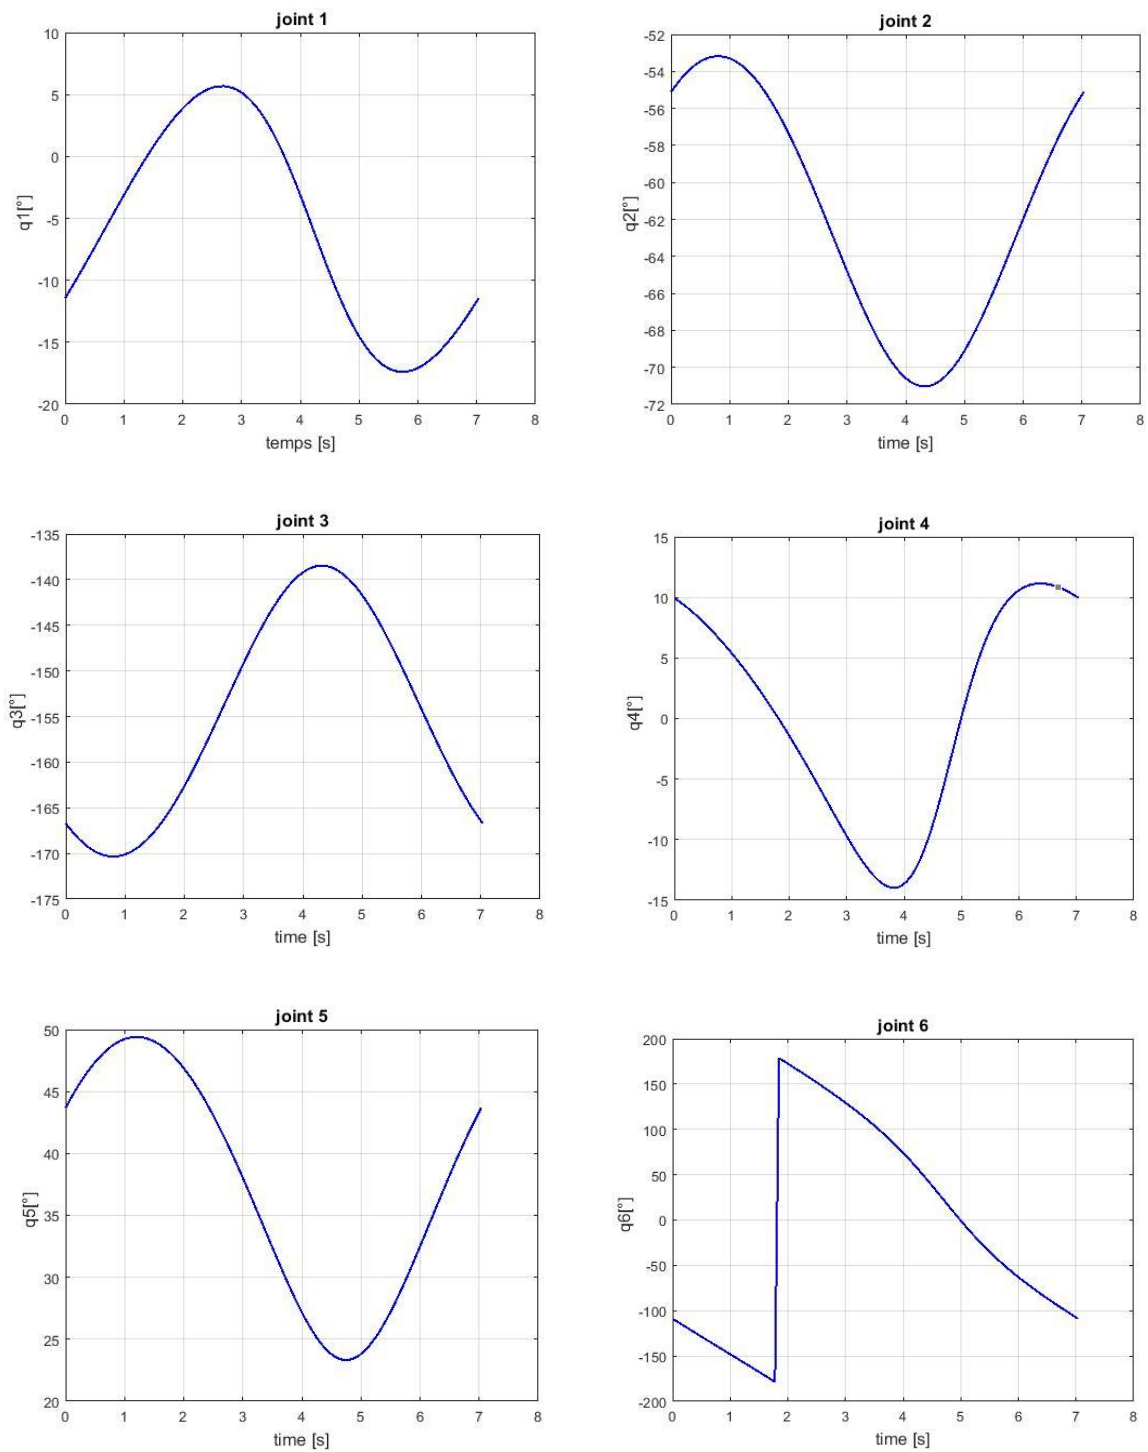 joint 1
10
5
0
-5
-10
-15
-20
q1[°]
0 1 2 3 4 5 6 7 8
temps [s]
joint 2
-52
-54
-56
-58
-60
-62
-64
-66
-68
-70
-72
q2[°]
0 1 2 3 4 5 6 7 8
time [s]
joint 3
-135
-140
-145
-150
-155
-160
-165
-170
-175
q3[°]
0 1 2 3 4 5 6 7 8
time [s]
joint 4
15
10
5
0
-5
-10
-15
q4[°]
0 1 2 3 4 5 6 7 8
time [s]
joint 5
50
45
40
35
30
25
20
q5[°]
0 1 2 3 4 5 6 7 8
time [s]
joint 6
200
150
100
50
0
-50
-100
-150
-200
q6[°]
0 1 2 3 4 5 6 7 8
time [s]